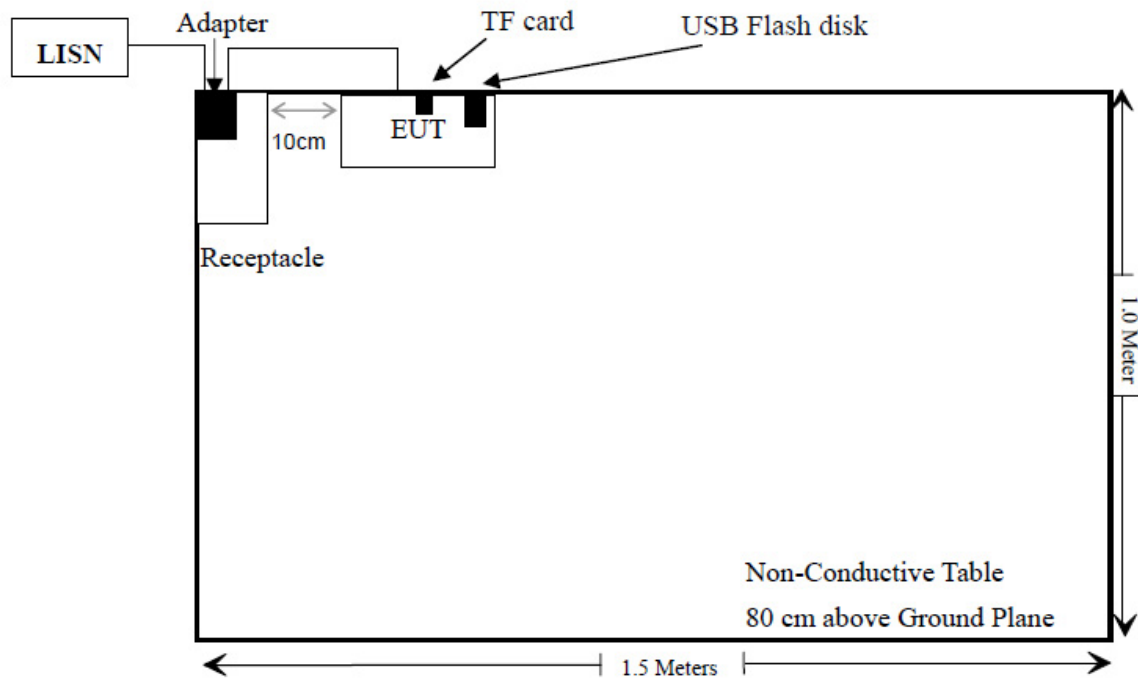 Adapter
TF card
USB Flash disk
LISN
10cm
EUT
Receptacle
1.0 Meter
Non-Conductive Table
80 cm above Ground Plane
1.5 Meters